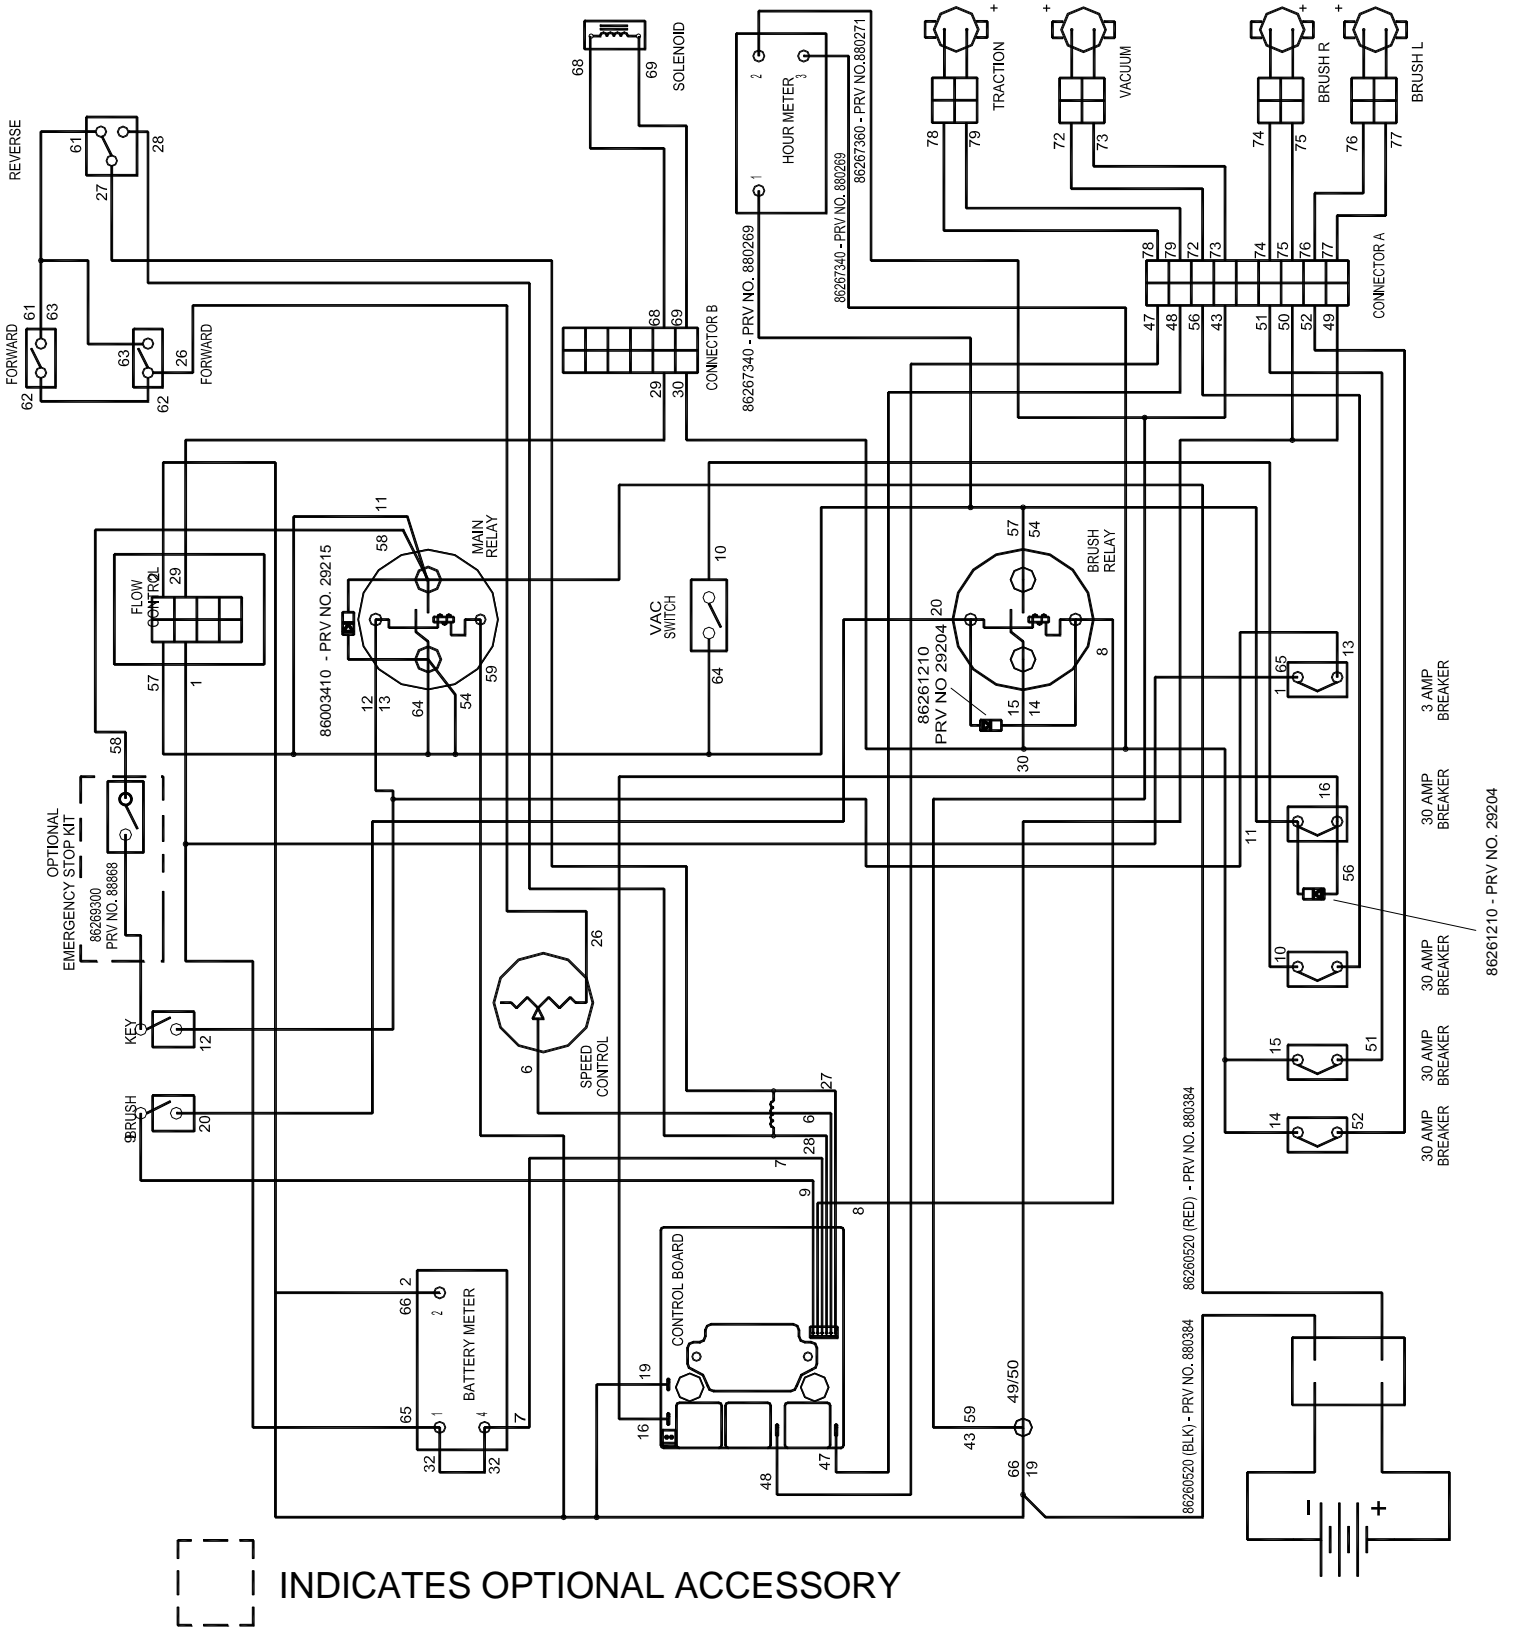 REVERSE
61
28
27
FORWARD
61
63
62
63
26
FORWARD
62
68
69
SOLENOID
68
69
29
30
CONNECTOR B
HOUR METER
1
2
3
86267340 - PRV NO. 880269
86267340 - PRV NO. 880269
86267360 - PRV NO.880271
+
TRACTION
78
79
+
VACUUM
72
73
+
BRUSH R
74
75
+
BRUSH L
76
77
78
79
72
73
74
75
76
77
47
48
56
43
51
50
52
49
CONNECTOR A
FLOW
CONTROL
2
29
57
1
11
58
MAIN
RELAY
86003410 - PRV NO. 29215
12
13
64
54
59
VAC
SWITCH
10
64
57
54
BRUSH
RELAY
20
8
86261210
PRV NO 29204
15
14
30
OPTIONAL
EMERGENCY STOP KIT
86269300
PRV NO. 88868
58
KEY
12
BRUSH
9
20
SPEED
CONTROL
26
6
1
65
13
3 AMP
BREAKER
11
16
56
30 AMP
BREAKER
86261210 - PRV NO. 29204
10
30 AMP
BREAKER
15
51
30 AMP
BREAKER
14
52
30 AMP
BREAKER
27
6
28
7
9
8
CONTROL BOARD
19
16
48
47
BATTERY METER
66
2
2
65
1
4
32
32
7
43
59
49/50
66
19
86260520 (RED) - PRV NO. 880384
86260520 (BLK) - PRV NO. 880384
-
+
INDICATES OPTIONAL ACCESSORY